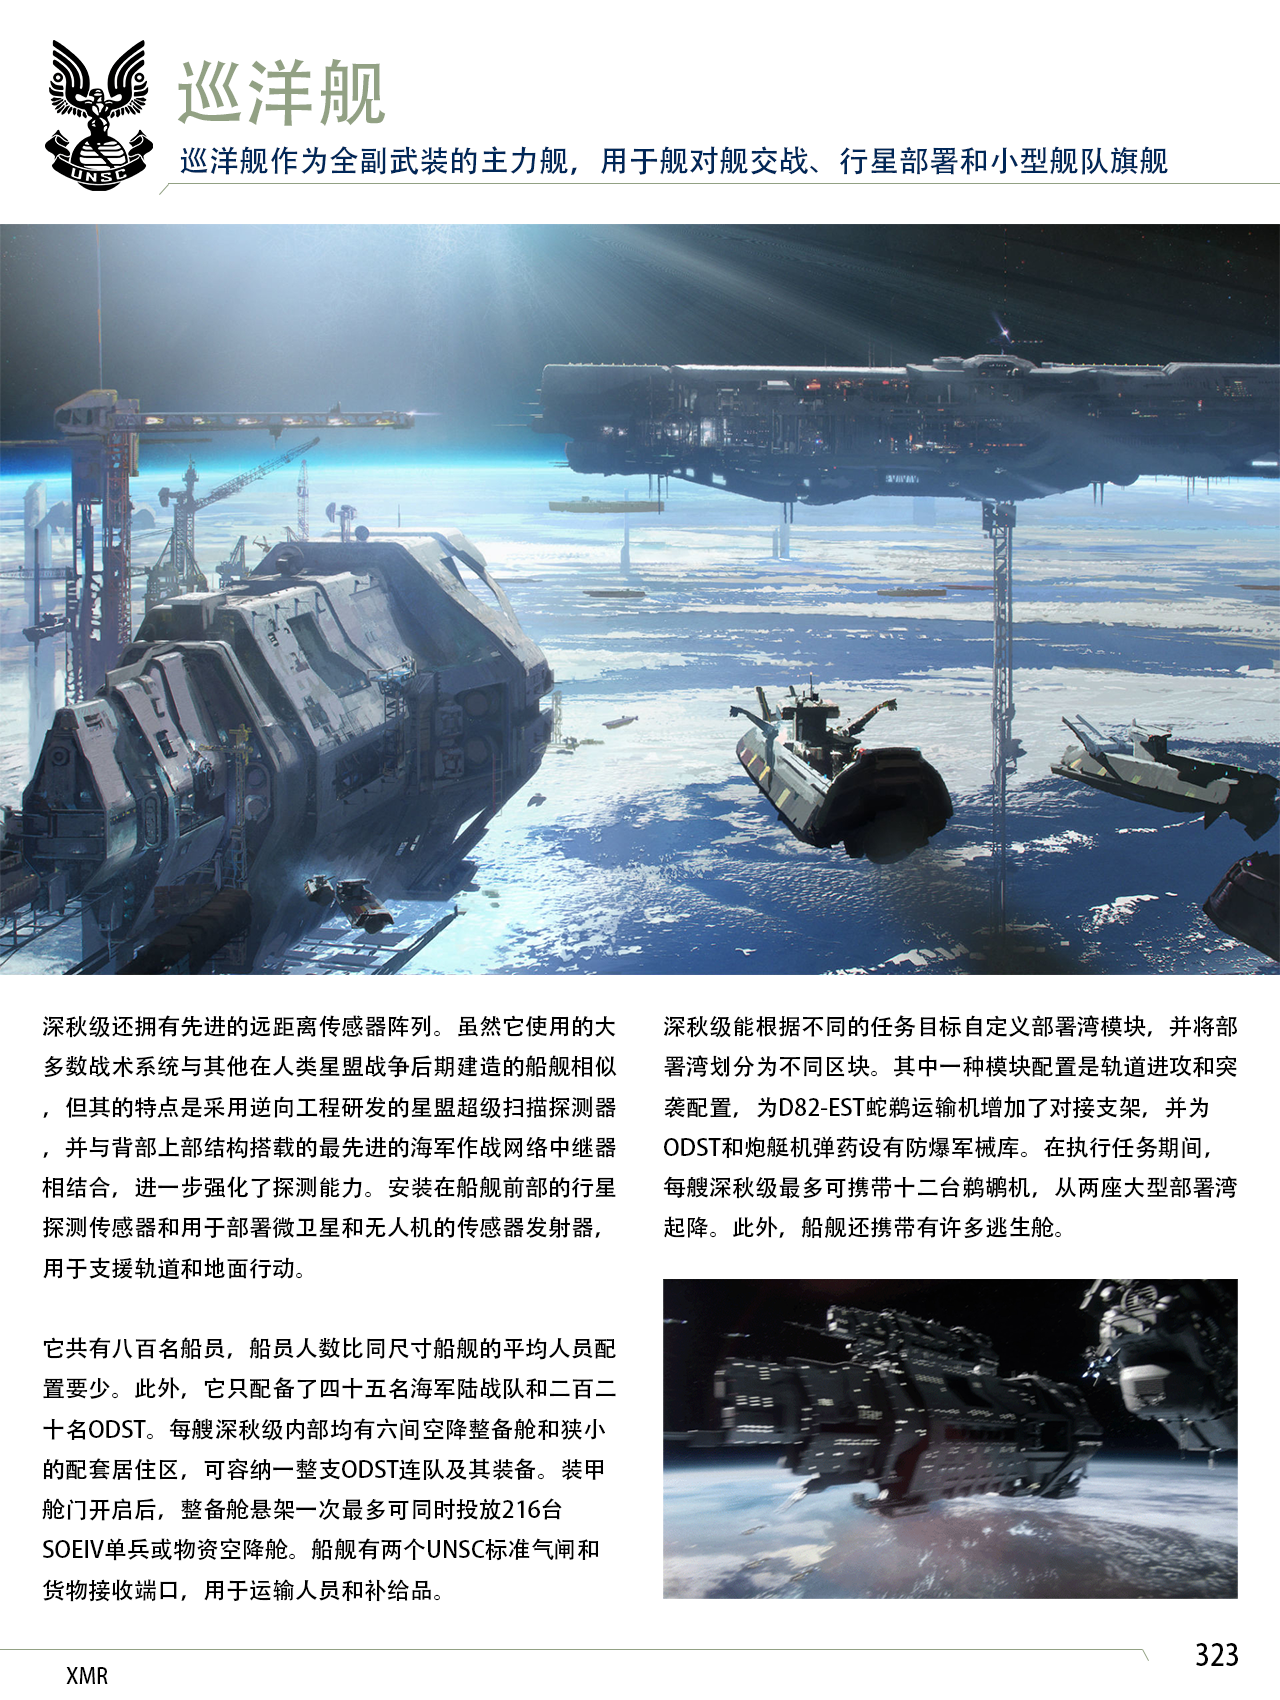 UNSC
巡洋舰
巡洋舰作为全副武装的主力舰，用于舰对舰交战、行星部署和小型舰队旗舰
深秋级还拥有先进的远距离传感器阵列。虽然它使用的大
多数战术系统与其他在人类星盟战争后期建造的船舰相似
，但其的特点是采用逆向工程研发的星盟超级扫描探测器
，并与背部上部结构搭载的最先进的海军作战网络中继器
相结合，进一步强化了探测能力。安装在船舰前部的行星
探测传感器和用于部署微卫星和无人机的传感器发射器，
用于支援轨道和地面行动。
它共有八百名船员，船员人数比同尺寸船舰的平均人员配
置要少。此外，它只配备了四十五名海军陆战队和二百二
十名ODST。每艘深秋级内部均有六间空降整备舱和狭小
的配套居住区，可容纳一整支ODST连队及其装备。装甲
舱门开启后，整备舱悬架一次最多可同时投放216台
SOEIV单兵或物资空降舱。船舰有两个UNSC标准气闸和
货物接收端口，用于运输人员和补给品。
深秋级能根据不同的任务目标自定义部署湾模块，并将部
署湾划分为不同区块。其中一种模块配置是轨道进攻和突
袭配置，为D82-EST蛇鹈运输机增加了对接支架，并为
ODST和炮艇机弹药设有防爆军械库。在执行任务期间，
每艘深秋级最多可携带十二台鹈鹕机，从两座大型部署湾
起降。此外，船舰还携带有许多逃生舱。
323
XMR